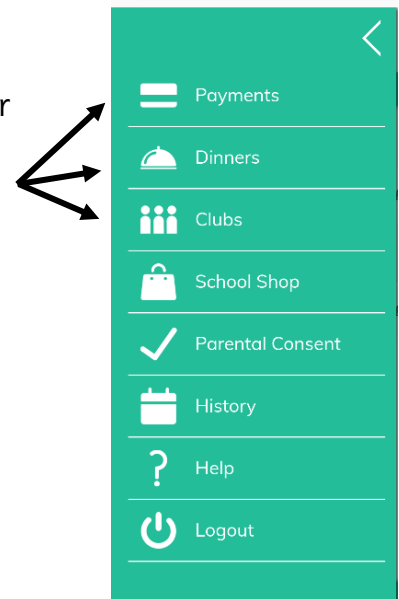 r
Payments
Dinners
Clubs
School Shop
Parental Consent
History
Help
Logout